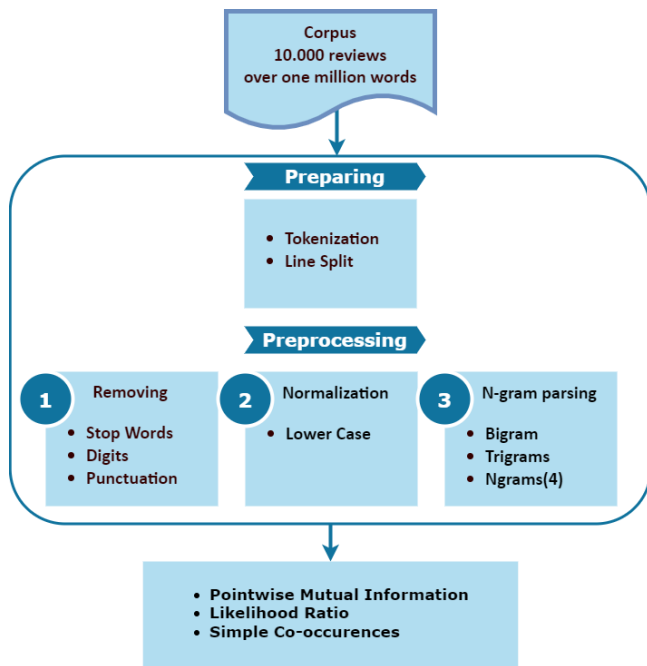 Corpus
10.000 reviews
over one million words
Preparing
• Tokenization
• Line Split
Preprocessing
1
Removing
• Stop Words
• Digits
• Punctuation
2
Normalization
• Lower Case
3
N-gram parsing
• Bigram
• Trigrams
• Ngrams(4)
• Pointwise Mutual Information
• Likelihood Ratio
• Simple Co-occurences